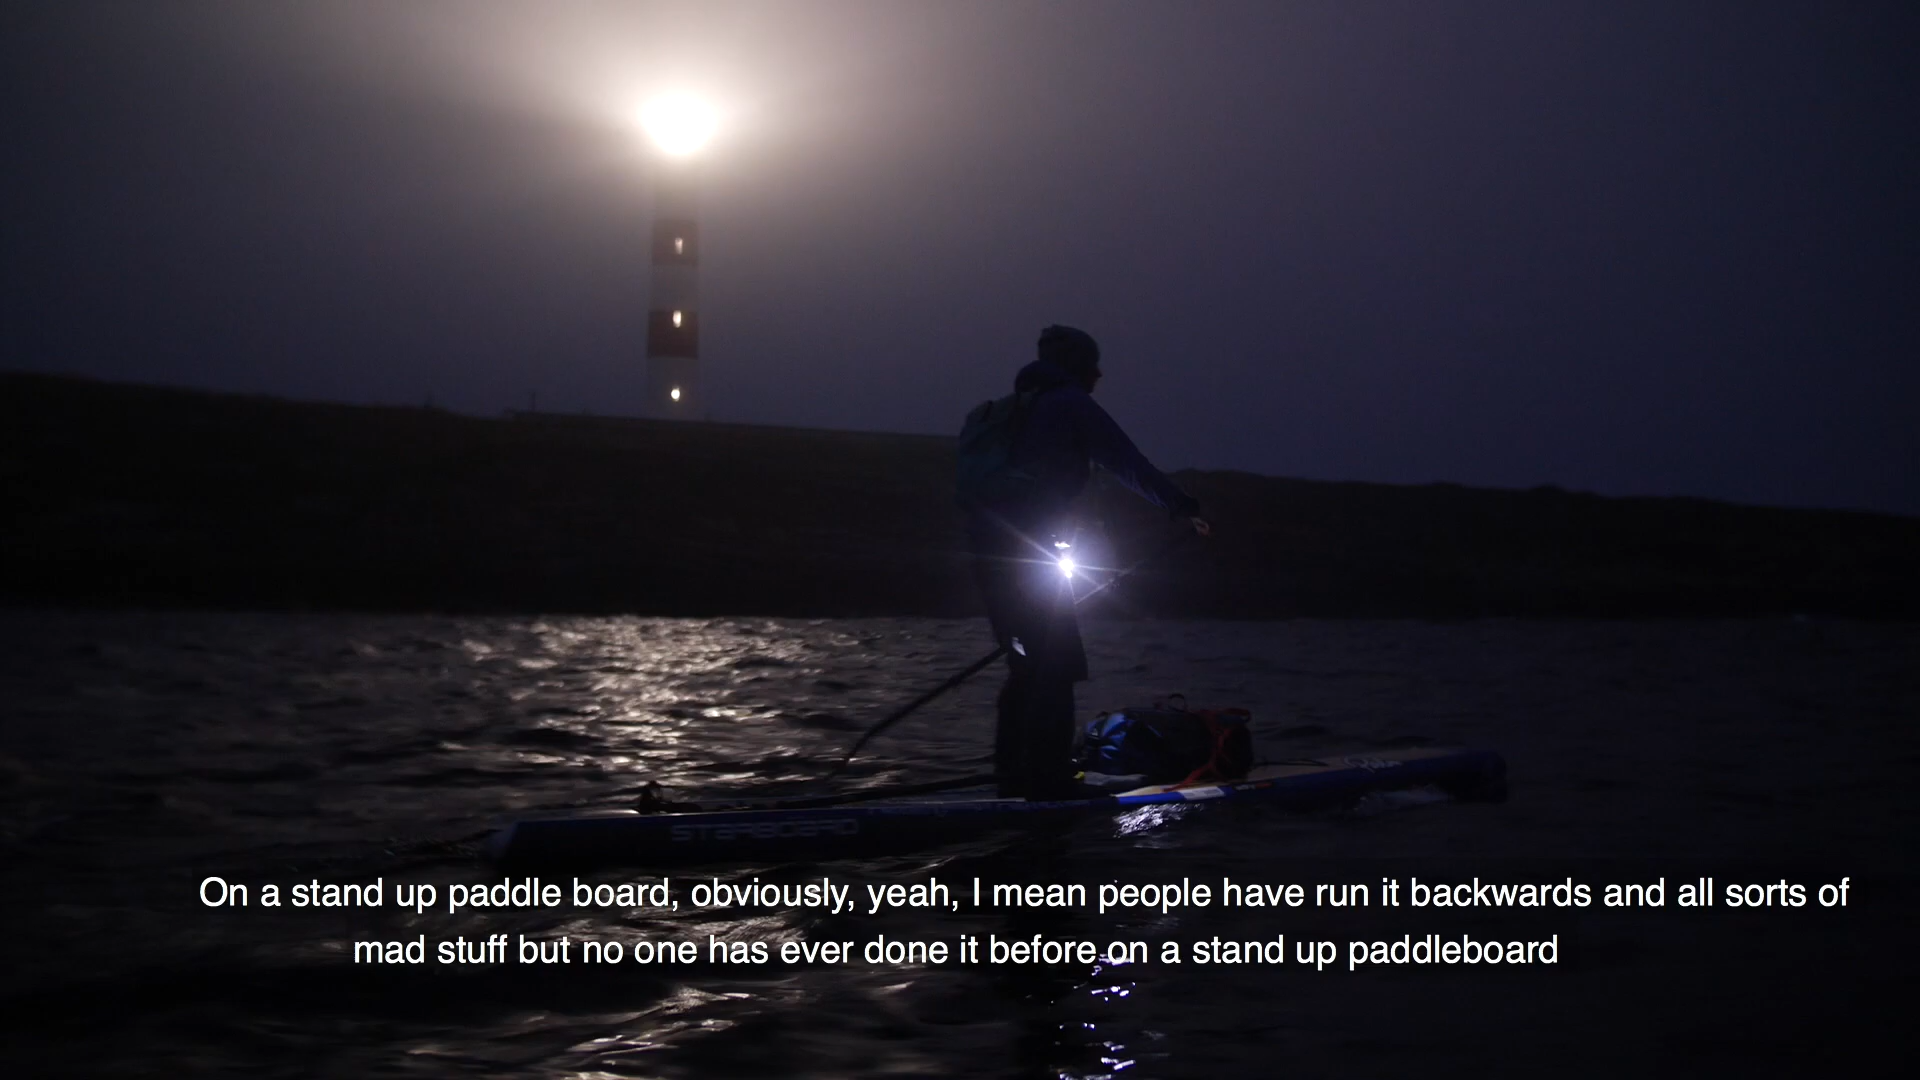 STARBOARD
On a stand up paddle board, obviously, yeah, I mean people have run it backwards and all sorts of
mad stuff but no one has ever done it before on a stand up paddleboard